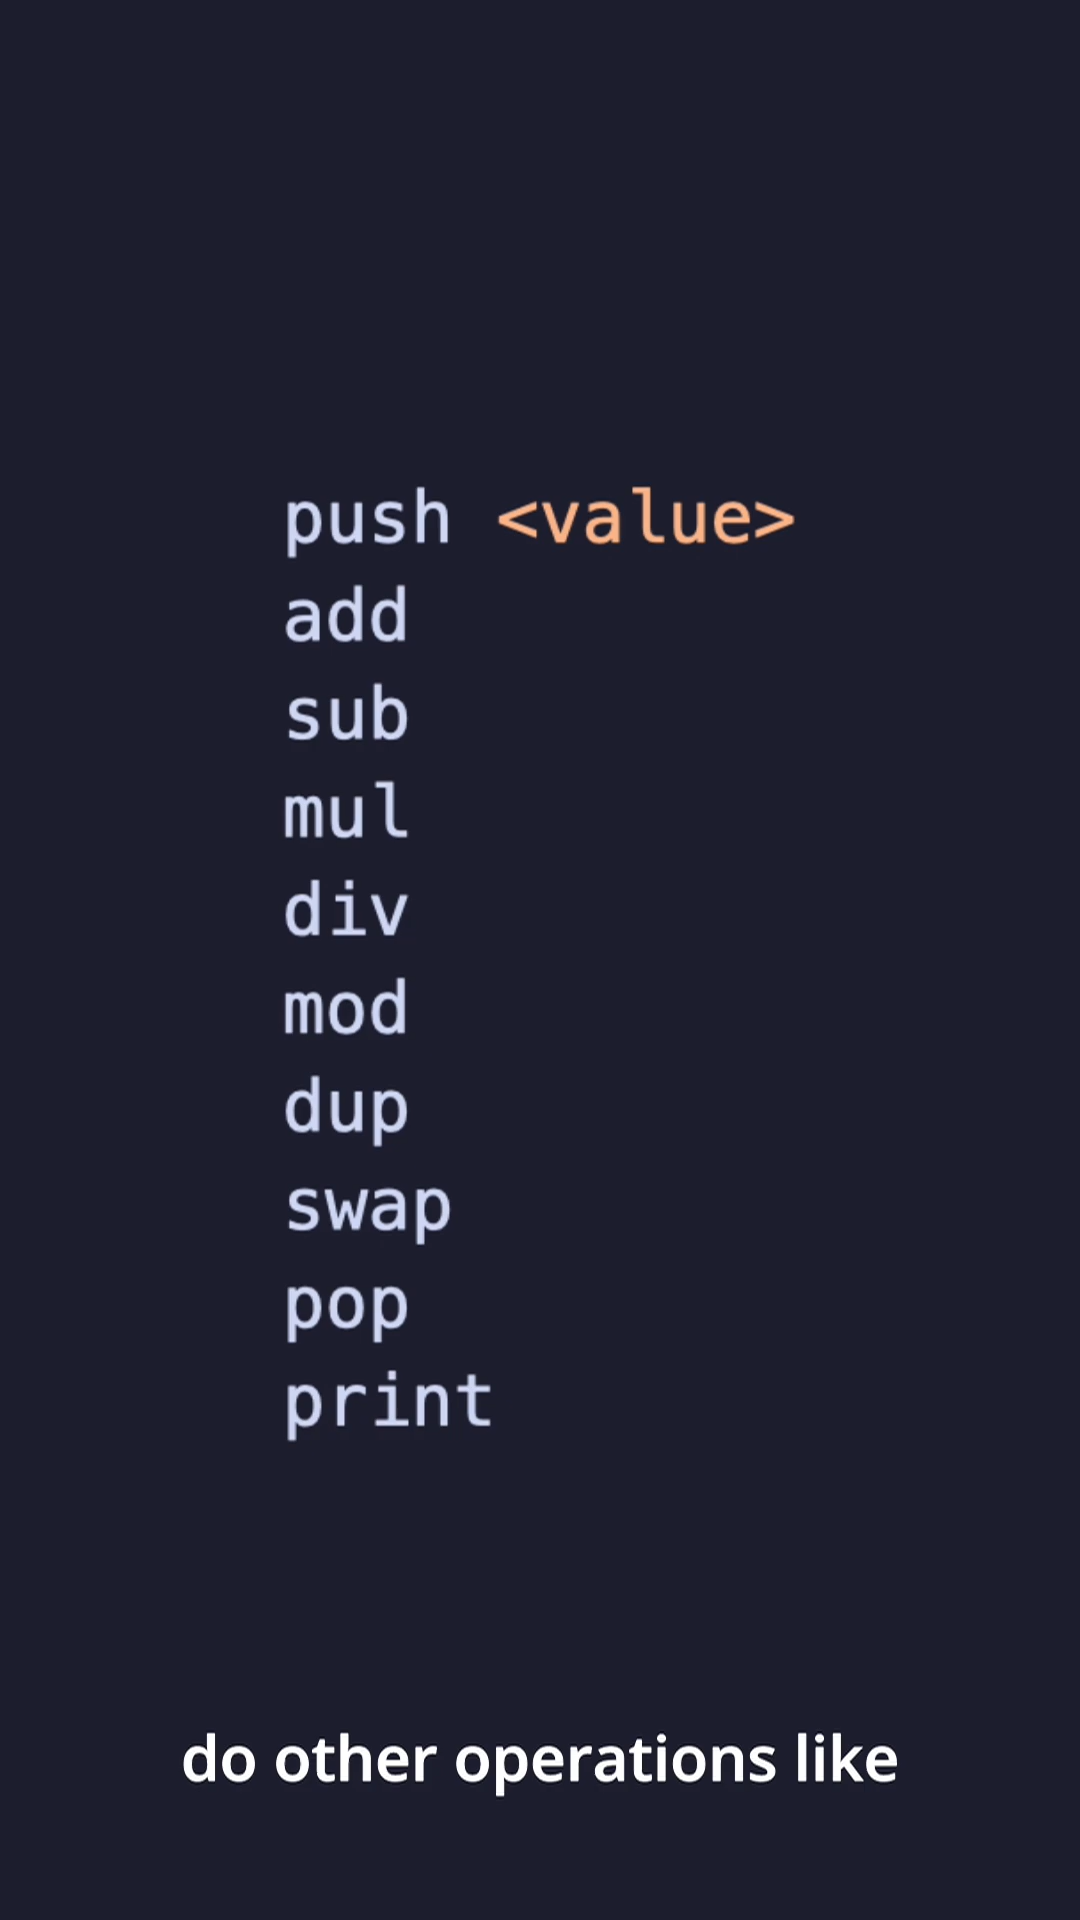 push <value>
add
sub
mul
div
mod
dup
swap
pop
print
do other operations like